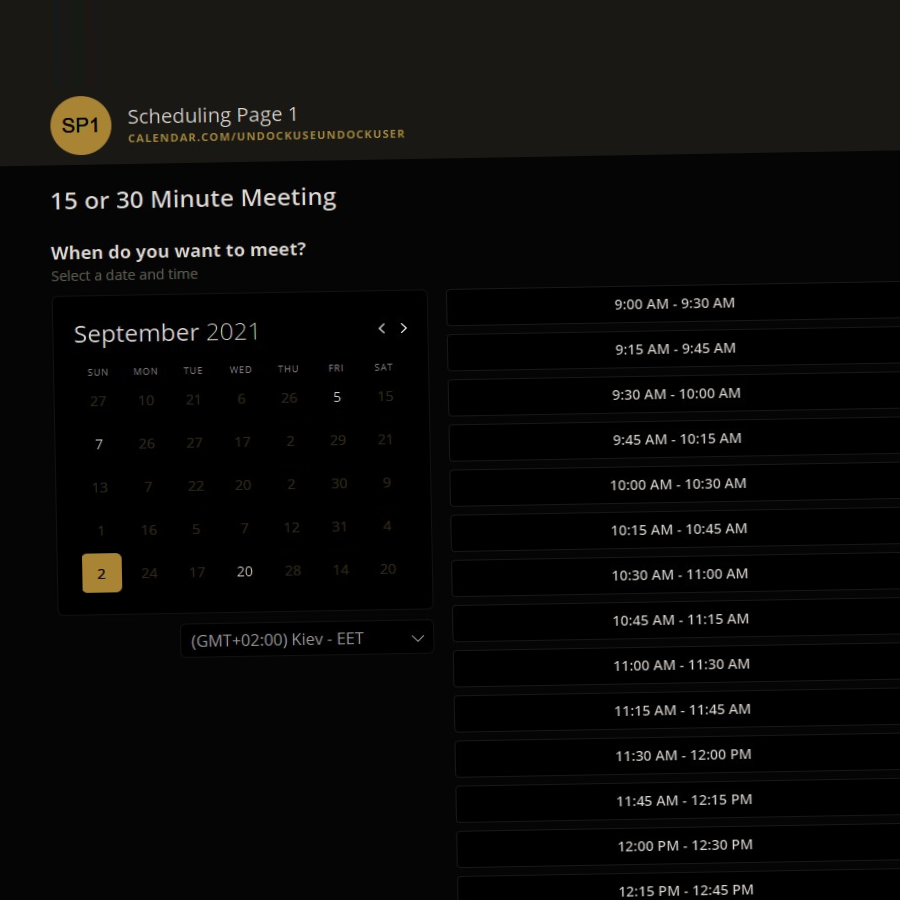 SP1
Scheduling Page 1
CALENDAR.COM/UNDOCKUSEUNDOCKUSER
15 or 30 Minute Meeting
When do you want to meet?
Select a date and time
September 2021
SUN MON TUE WED THU FRI SAT
27 10 21 6 26 5 15
7 26 27 17 2 29 21
13 7 22 20 2 30 9
1 16 5 7 12 31 4
2 24 17 20 28 14 20
(GMT+02:00) Kiev - EET
9:00 AM - 9:30 AM
9:15 AM - 9:45 AM
9:30 AM - 10:00 AM
9:45 AM - 10:15 AM
10:00 AM - 10:30 AM
10:15 AM - 10:45 AM
10:30 AM - 11:00 AM
10:45 AM - 11:15 AM
11:00 AM - 11:30 AM
11:15 AM - 11:45 AM
11:30 AM - 12:00 PM
11:45 AM - 12:15 PM
12:00 PM - 12:30 PM
12:15 PM - 12:45 PM